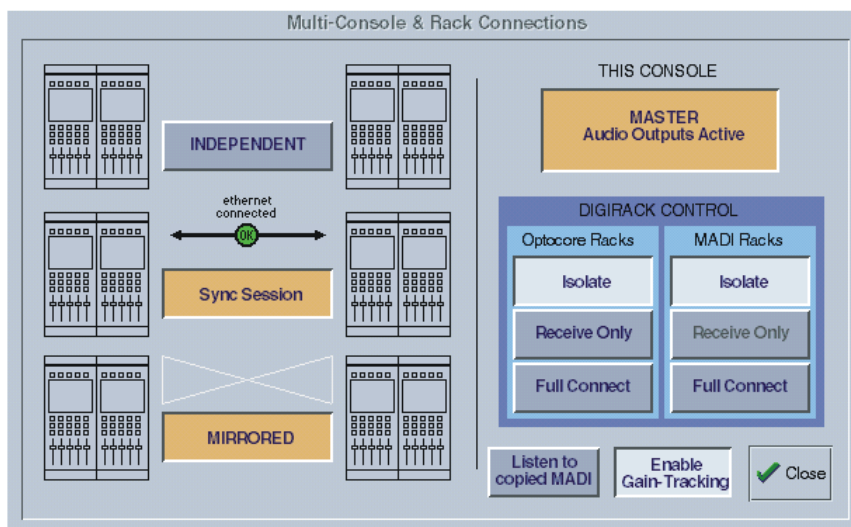 Multi-Console & Rack Connections
INDEPENDENT
ethernet
connected
OK
Sync Session
MIRRORED
THIS CONSOLE
MASTER
Audio Outputs Active
DIGIRACK CONTROL
Optocore Racks
Isolate
Receive Only
Full Connect
MADI Racks
Isolate
Receive Only
Full Connect
Listen to
copied MADI
Enable
Gain-Tracking
Close